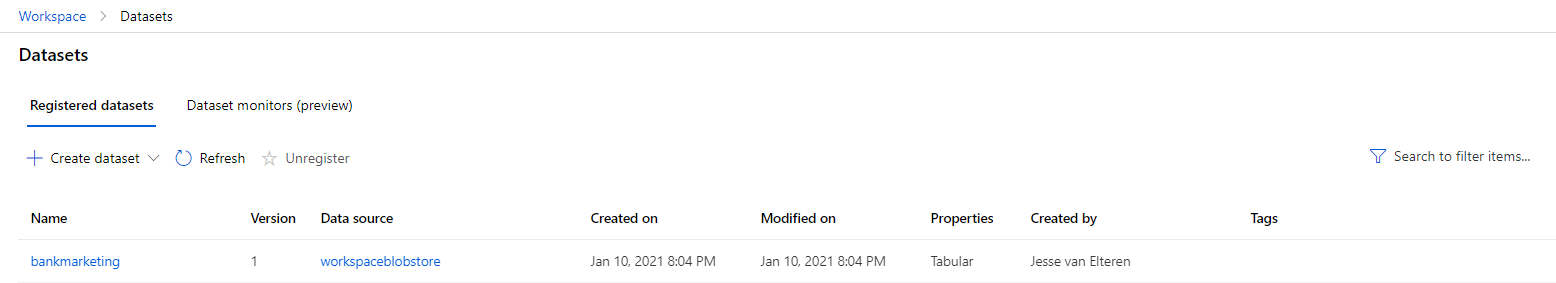 Workspace > Datasets
Datasets
Registered datasets Dataset monitors (preview)
Create dataset Refresh Unregister Search to filter items...
Name Version Data source Created on Modified on Properties Created by Tags
bankmarketing 1 workspaceblobstore Jan 10, 2021 8:04 PM Jan 10, 2021 8:04 PM Tabular Jesse van Elteren